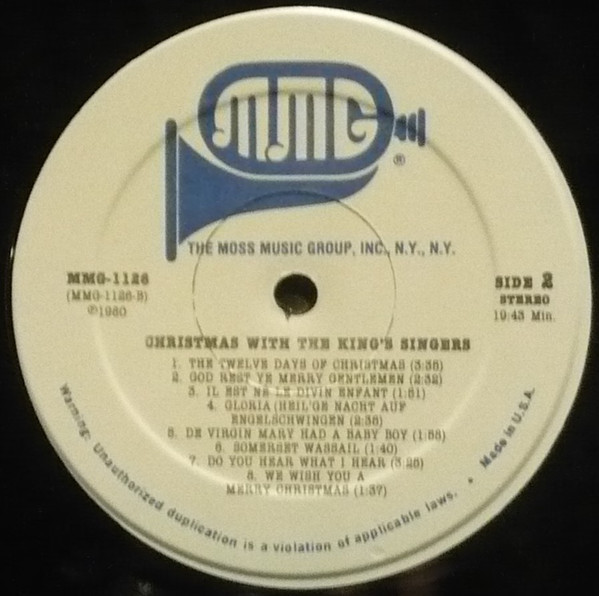 MMG
®
THE MOSS MUSIC GROUP, INC., N.Y., N.Y.
MMG-1126
(MMG-1126-B)
℗1980
SIDE 2
STEREO
19:43 Min.
CHRISTMAS WITH THE KING'S SINGERS
1. THE TWELVE DAYS OF CHRISTMAS (3:35)
2. GOD REST YE MERRY GENTLEMEN (2:32)
3. IL EST NE LE DIVIN ENFANT (1:51)
4. GLORIA (HEIL'GE NACHT AUF
ENGELSCHWINGEN (2:36)
5. DE VIRGIN MARY HAD A BABY BOY (1:55)
6. SOMERSET WASSAIL (1:40)
7. DO YOU HEAR WHAT I HEAR (3:25)
8. WE WISH YOU A
MERRY CHRISTMAS (1:37)
Warning: Unauthorized duplication is a violation of applicable laws. • Made in U.S.A.